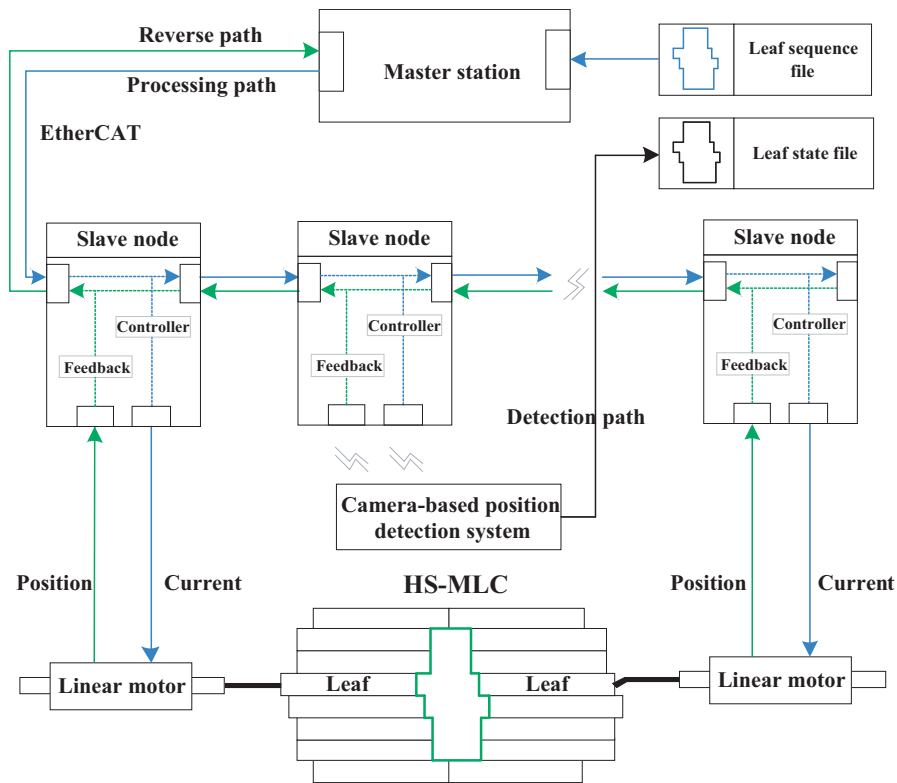 Reverse path
Master station
Processing path
Leaf sequence
file
EtherCAT
Leaf state file
Slave node
Slave node
Slave node
Controller
Feedback
Controller
Feedback
Controller
Feedback
Detection path
Camera-based position
detection system
Position
Current
HS-MLC
Position
Current
Linear motor
Leaf
Leaf
Linear motor